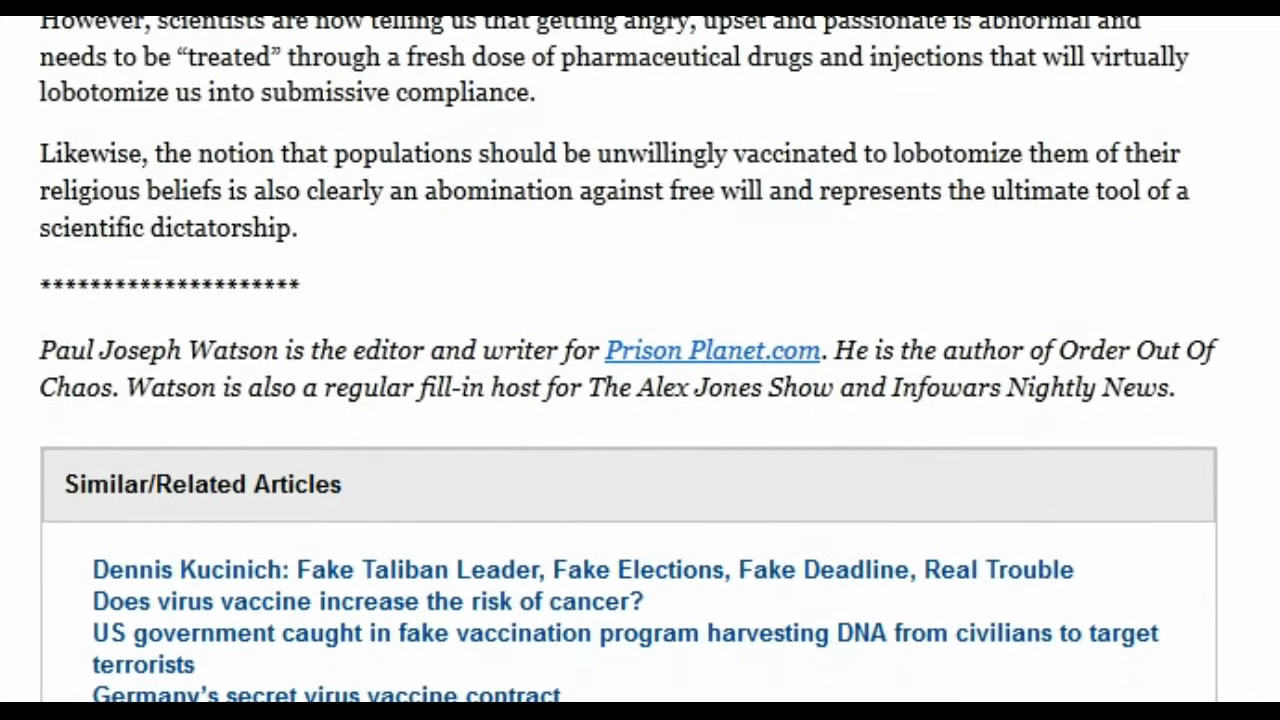 However, scientists are now telling us that getting angry, upset and passionate is abnormal and
needs to be “treated” through a fresh dose of pharmaceutical drugs and injections that will virtually
lobotomize us into submissive compliance.
Likewise, the notion that populations should be unwillingly vaccinated to lobotomize them of their
religious beliefs is also clearly an abomination against free will and represents the ultimate tool of a
scientific dictatorship.
*********************
Paul Joseph Watson is the editor and writer for Prison Planet.com. He is the author of Order Out Of
Chaos. Watson is also a regular fill-in host for The Alex Jones Show and Infowars Nightly News.
Similar/Related Articles
Dennis Kucinich: Fake Taliban Leader, Fake Elections, Fake Deadline, Real Trouble
Does virus vaccine increase the risk of cancer?
US government caught in fake vaccination program harvesting DNA from civilians to target
terrorists
Germany’s secret virus vaccine contract